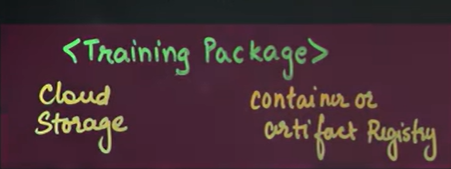 <Training Package>
Cloud
Storage
container or
artifact Registry